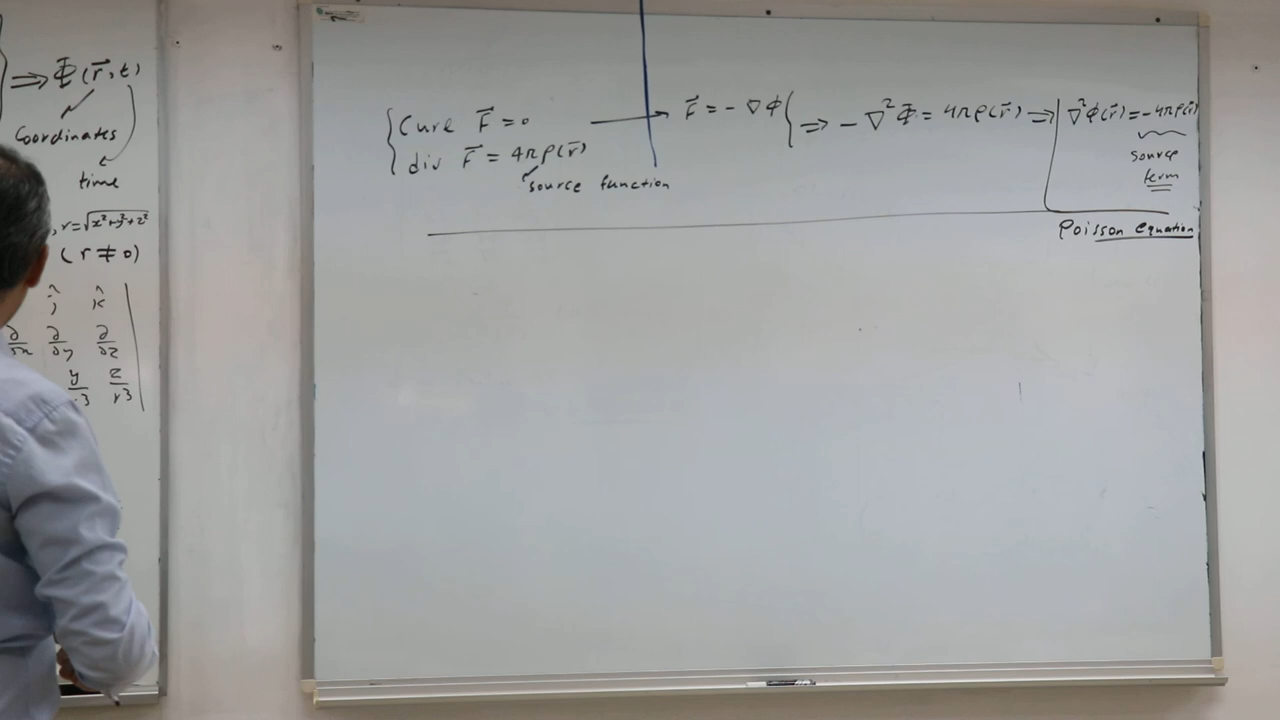 ⟹ Φ(r⃗,t)
Coordinates
time
, r=√x²+y²+z²
(r ≠ 0)
ĵ k̂
∂/∂x ∂/∂y ∂/∂z
y/r³ z/r³
{ Cure F⃗ = 0 ⟶ F⃗ = - ∇Φ } ⟹ - ∇²Φ = 4πρ(r⃗) ⟹ ∇²Φ(r⃗) = -4πρ(r⃗)
div F⃗ = 4πρ(r⃗)
source function
source
term
Poisson Equation